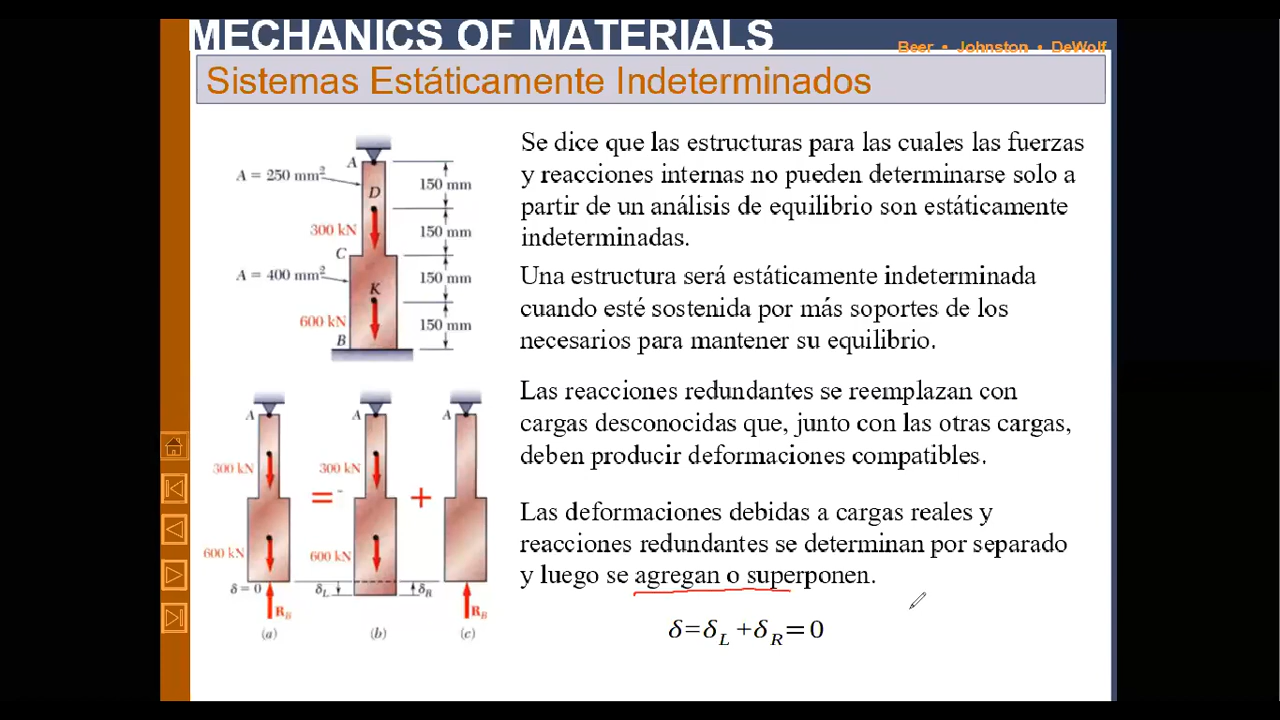 MECHANICS OF MATERIALS
Beer • Johnston • DeWolf
Sistemas Estáticamente Indeterminados
A
A = 250 mm²
150 mm
D
300 kN
150 mm
C
A = 400 mm²
150 mm
K
600 kN
150 mm
B
Se dice que las estructuras para las cuales las fuerzas
y reacciones internas no pueden determinarse solo a
partir de un análisis de equilibrio son estáticamente
indeterminadas.
Una estructura será estáticamente indeterminada
cuando esté sostenida por más soportes de los
necesarios para mantener su equilibrio.
Las reacciones redundantes se reemplazan con
cargas desconocidas que, junto con las otras cargas,
deben producir deformaciones compatibles.
Las deformaciones debidas a cargas reales y
reacciones redundantes se determinan por separado
y luego se agregan o superponen.
δ=δ_L +δ_R=0
A A A
300 kN 300 kN
= +
600 kN 600 kN
δ = 0 δ_L δ_R
R_B R_B
(a) (b) (c)